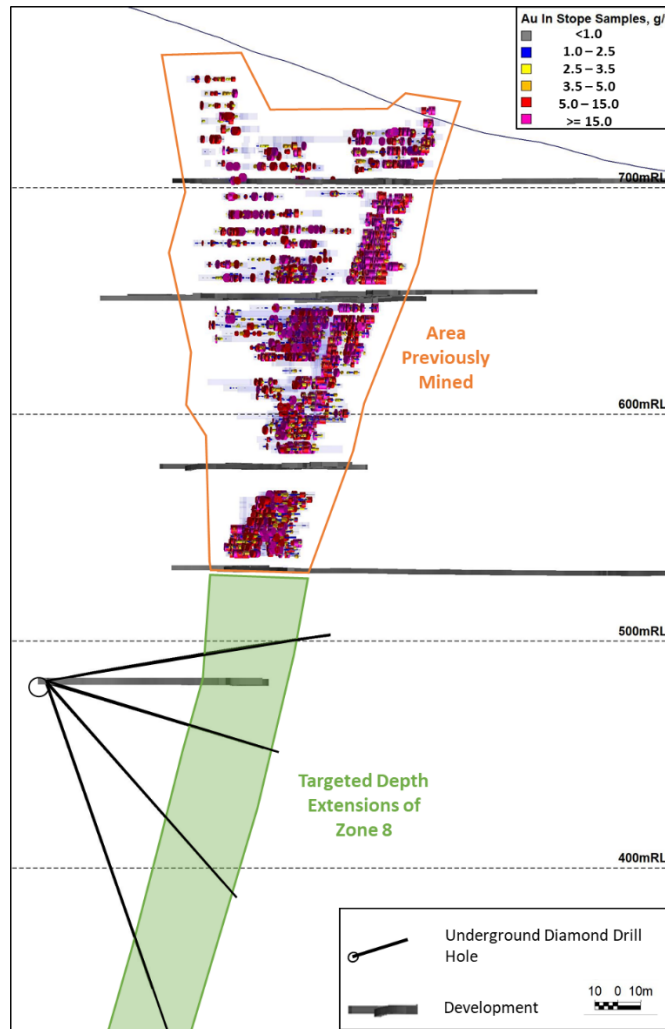 Au In Stope Samples, g/
<1.0
1.0 – 2.5
2.5 – 3.5
3.5 – 5.0
5.0 – 15.0
>= 15.0
700mRL
Area
Previously
Mined
600mRL
500mRL
Targeted Depth
Extensions of
Zone 8
400mRL
Underground Diamond Drill
Hole
Development
10 0 10m